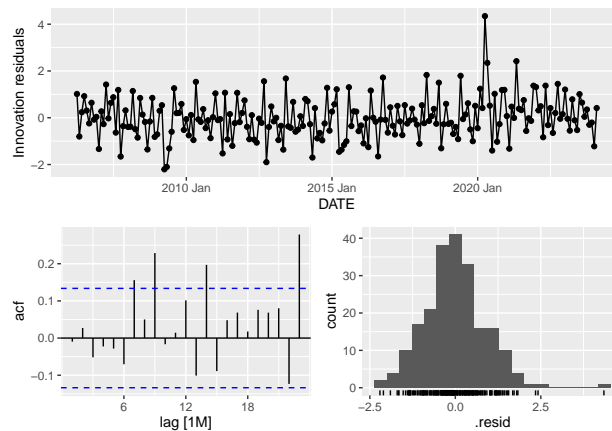 Innovation residuals
4
2
0
−2
2010 Jan
2015 Jan
2020 Jan
DATE
acf
0.2
0.1
0.0
−0.1
6
12
18
lag [1M]
count
40
30
20
10
0
−2.5
0.0
2.5
.resid